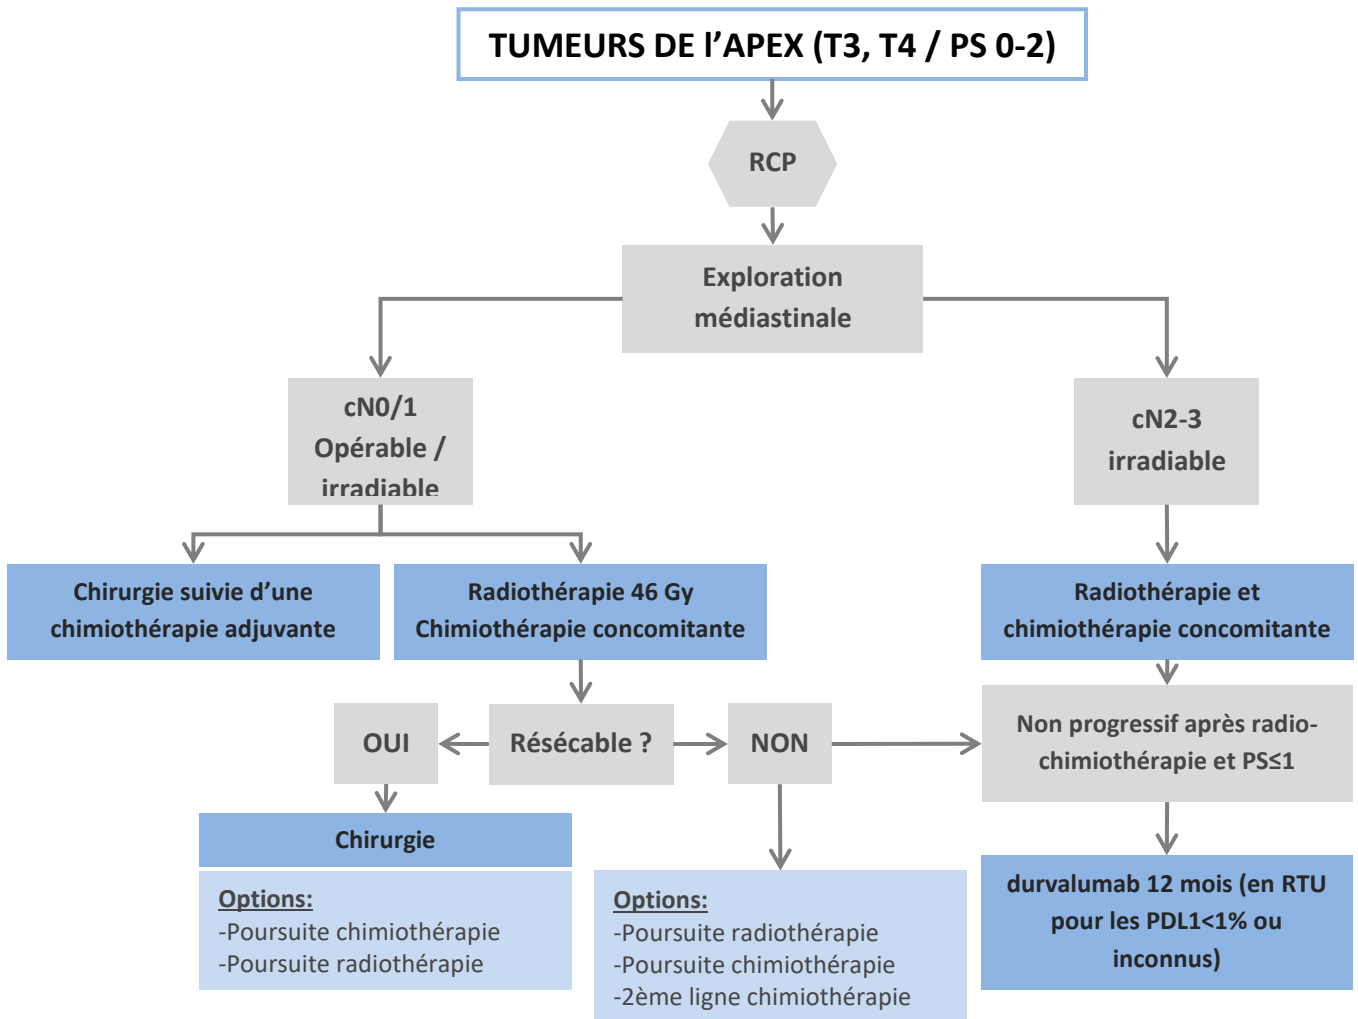 TUMEURS DE l’APEX (T3, T4 / PS 0-2)
RCP
Exploration
médiastinale
cN0/1
Opérable /
irradiable
cN2-3
irradiable
Chirurgie suivie d’une
chimiothérapie adjuvante
Radiothérapie 46 Gy
Chimiothérapie concomitante
Radiothérapie et
chimiothérapie concomitante
OUI
Résécable ?
NON
Non progressif après radio-
chimiothérapie et PS≤1
Chirurgie
Options:
-Poursuite chimiothérapie
-Poursuite radiothérapie
Options:
-Poursuite radiothérapie
-Poursuite chimiothérapie
-2ème ligne chimiothérapie
durvalumab 12 mois (en RTU
pour les PDL1<1% ou
inconnus)